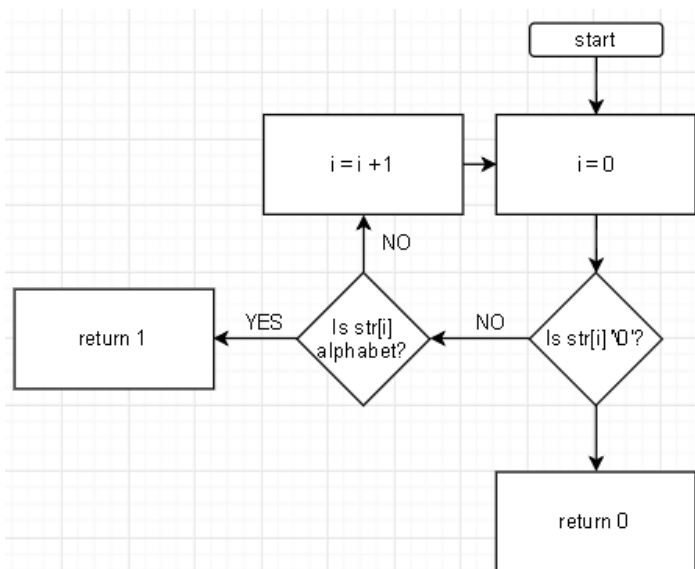 start
i = 0
i = i +1
NO
Is str[i] '\0'?
NO
Is str[i]
alphabet?
YES
return 1
return 0